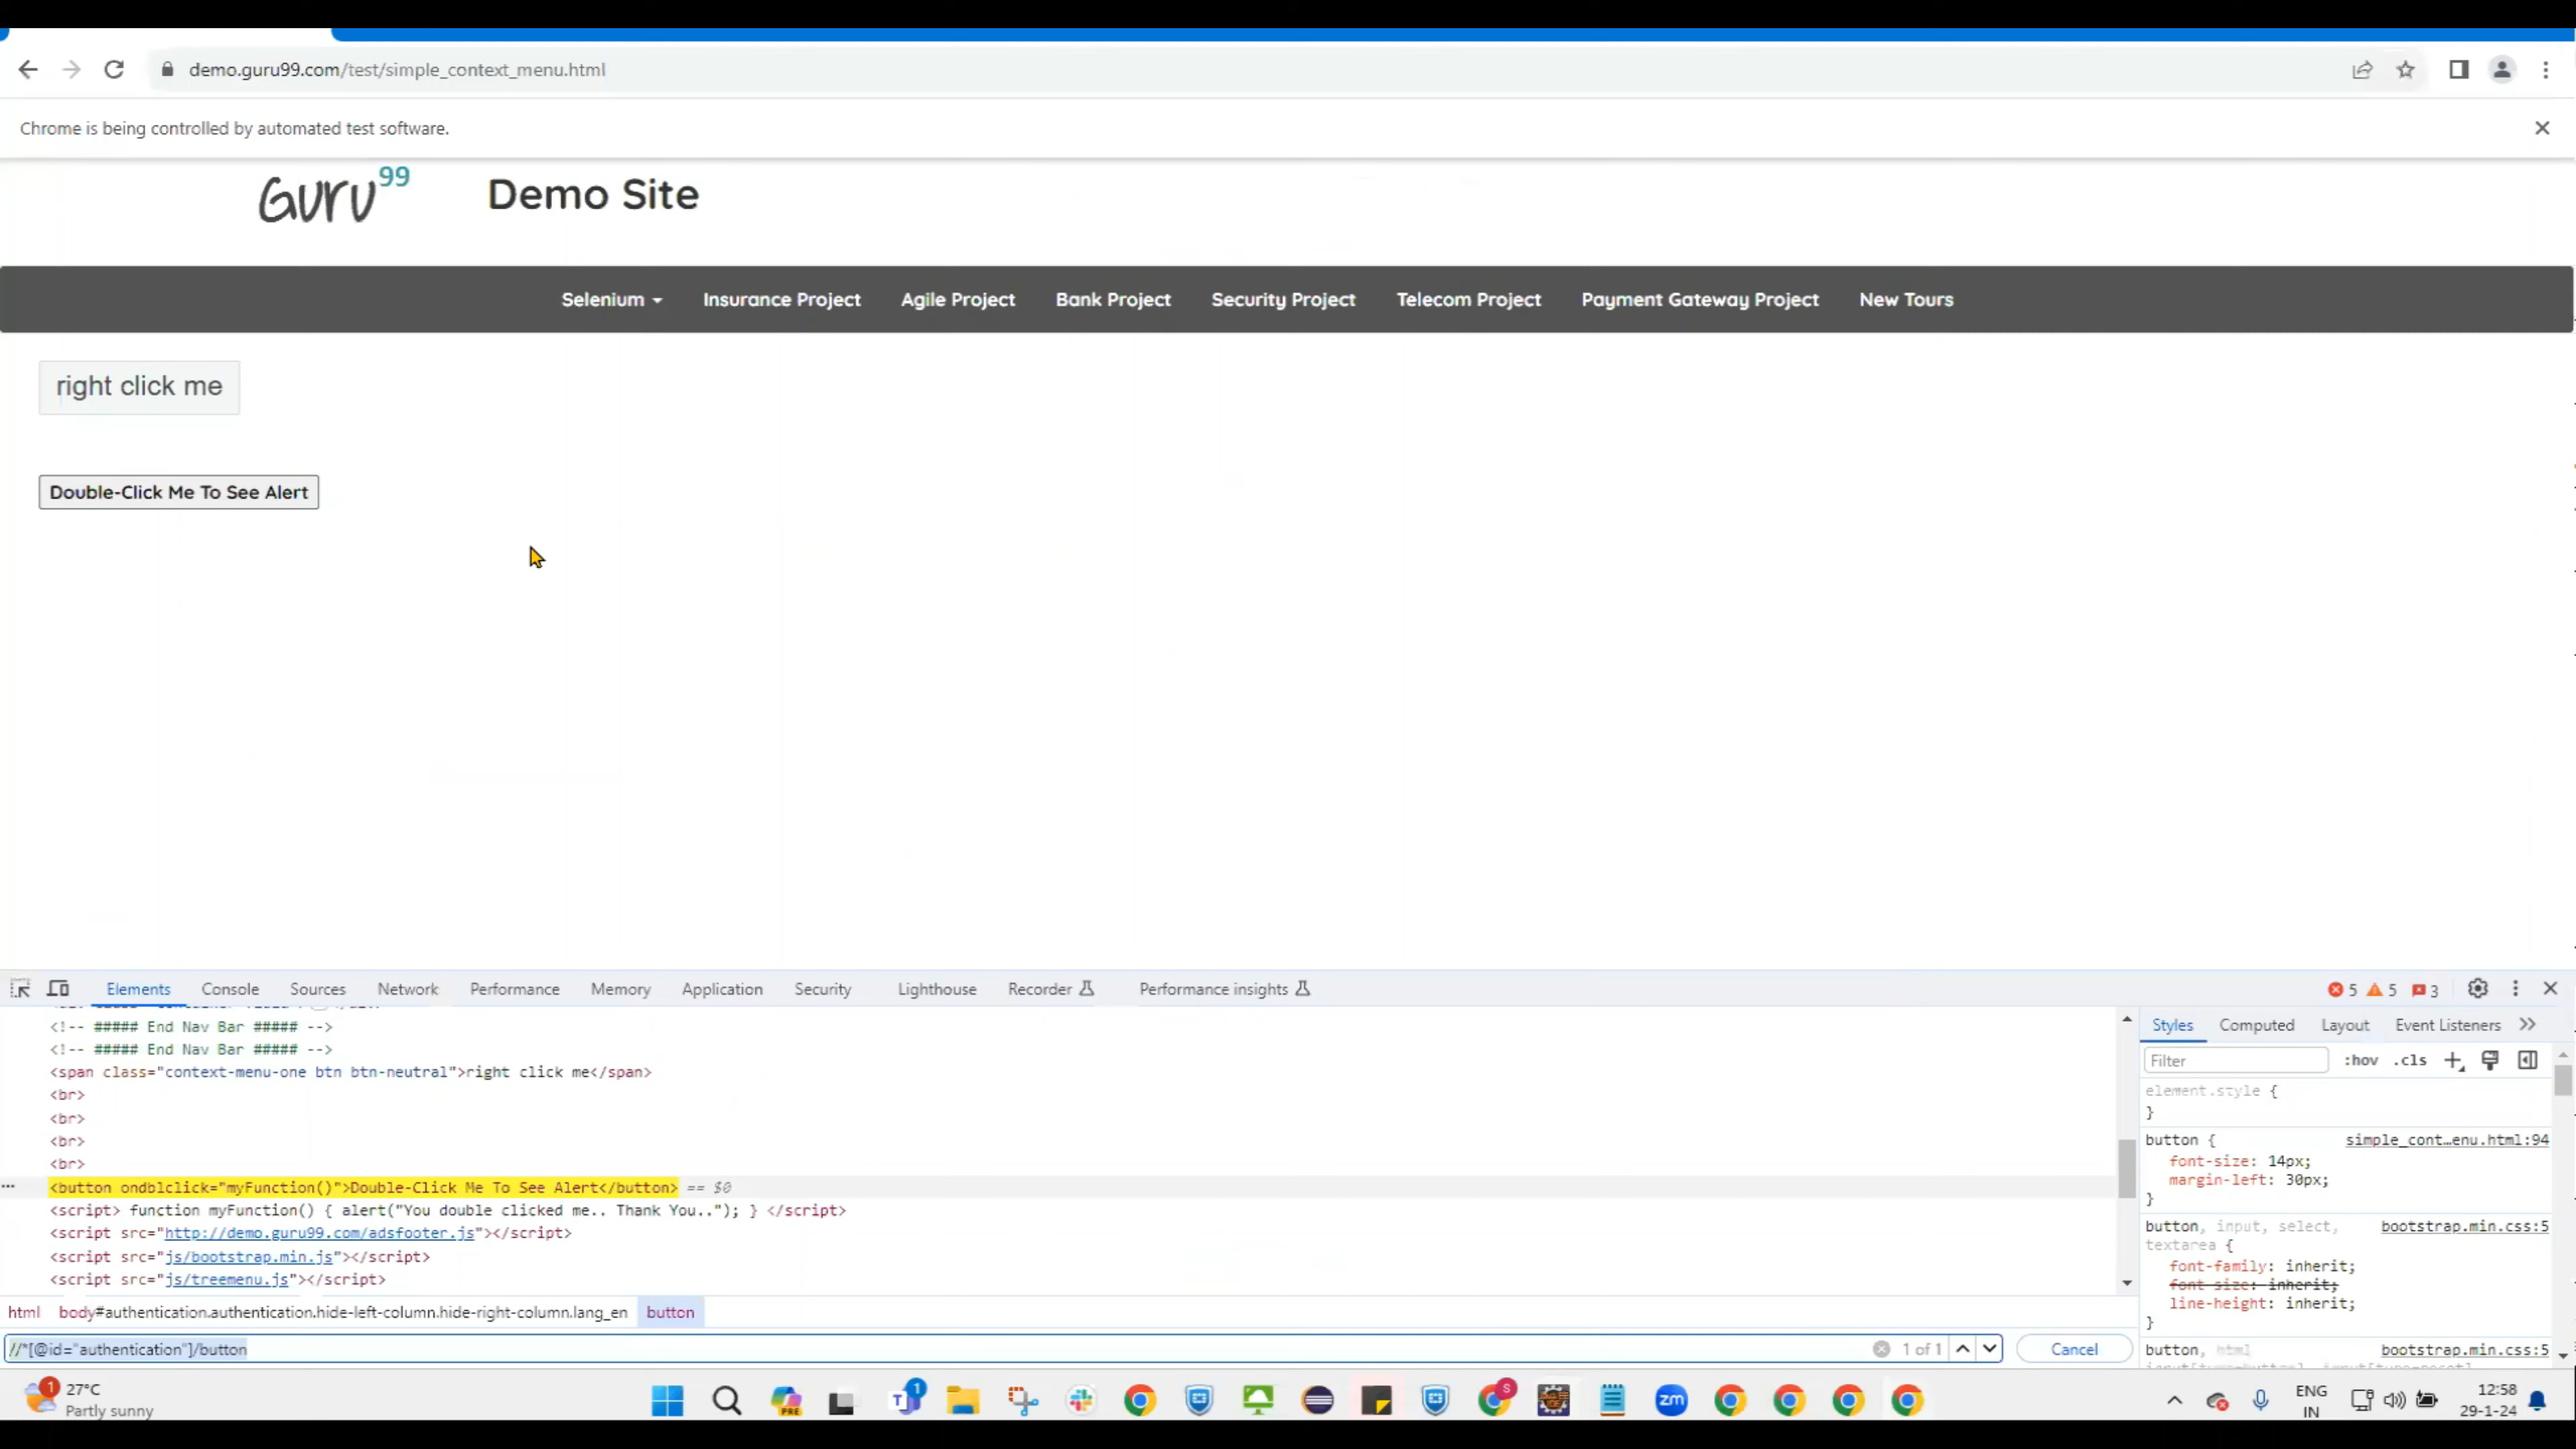 demo.guru99.com/test/simple_context_menu.html
Chrome is being controlled by automated test software.
Guru99 Demo Site
Selenium Insurance Project Agile Project Bank Project Security Project Telecom Project Payment Gateway Project New Tours
right click me
Double-Click Me To See Alert
Elements Console Sources Network Performance Memory Application Security Lighthouse Recorder Performance insights 5 5 3
<!-- ##### End Nav Bar ##### -->
<!-- ##### End Nav Bar ##### -->
<span class="context-menu-one btn btn-neutral">right click me</span>
<br>
<br>
<br>
<br>
... <button ondblclick="myFunction()">Double-Click Me To See Alert</button> == $0
<script> function myFunction() { alert("You double clicked me.. Thank You.."); } </script>
<script src="http://demo.guru99.com/adsfooter.js"></script>
<script src="js/bootstrap.min.js"></script>
<script src="js/treemenu.js"></script>
html body#authentication.authentication.hide-left-column.hide-right-column.lang_en button
//*[@id="authentication"]/button 1 of 1 Cancel
Styles Computed Layout Event Listeners
Filter :hov .cls
element.style {
}
button { simple_cont…enu.html:94
font-size: 14px;
margin-left: 30px;
}
button, input, select, bootstrap.min.css:5
textarea {
font-family: inherit;
font-size: inherit;
line-height: inherit;
}
button, html bootstrap.min.css:5
1 27°C
Partly sunny
PRE
T 1
S
zm
ENG
IN
12:58
29-1-24